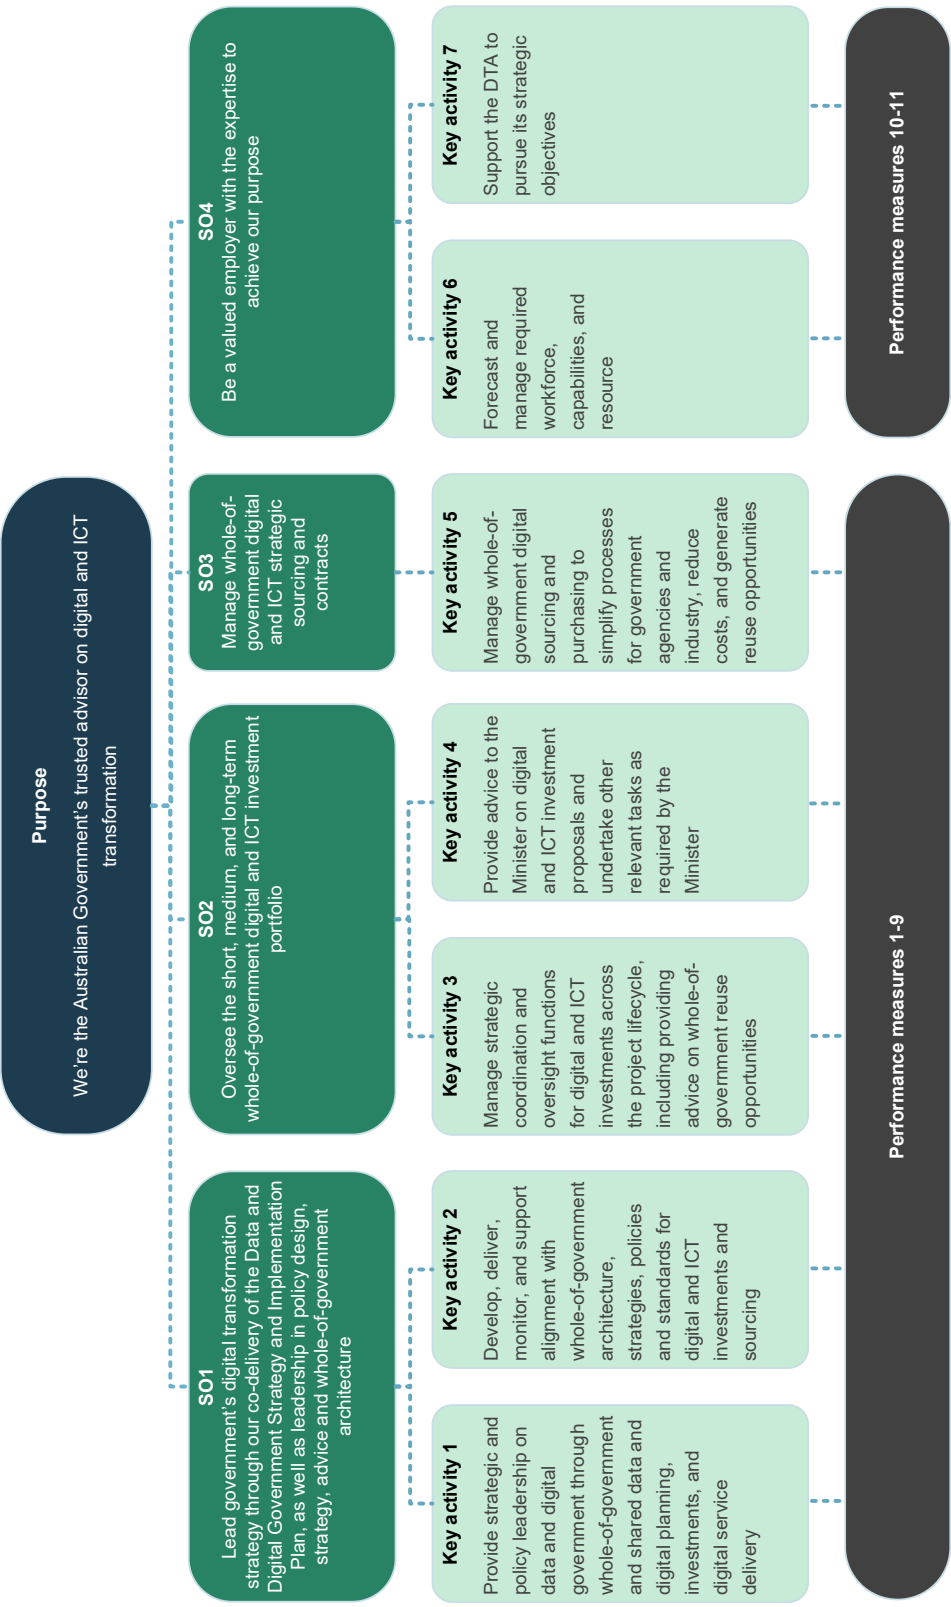 Purpose
We’re the Australian Government’s trusted advisor on digital and ICT
transformation
SO1
Lead government’s digital transformation
strategy through our co-delivery of the Data and
Digital Government Strategy and Implementation
Plan, as well as leadership in policy design,
strategy, advice and whole-of-government
architecture
SO2
Oversee the short, medium, and long-term
whole-of-government digital and ICT investment
portfolio
SO3
Manage whole-of-
government digital
and ICT strategic
sourcing and
contracts
SO4
Be a valued employer with the expertise to
achieve our purpose
Key activity 1
Provide strategic and
policy leadership on
data and digital
government through
whole-of-government
and shared data and
digital planning,
investments, and
digital service
delivery
Key activity 2
Develop, deliver,
monitor, and support
alignment with
whole-of-government
architecture,
strategies, policies
and standards for
digital and ICT
investments and
sourcing
Key activity 3
Manage strategic
coordination and
oversight functions
for digital and ICT
investments across
the project lifecycle,
including providing
advice on whole-of-
government reuse
opportunities
Key activity 4
Provide advice to the
Minister on digital
and ICT investment
proposals and
undertake other
relevant tasks as
required by the
Minister
Key activity 5
Manage whole-of-
government digital
sourcing and
purchasing to
simplify processes
for government
agencies and
industry, reduce
costs, and generate
reuse opportunities
Key activity 6
Forecast and
manage required
workforce,
capabilities, and
resource
Key activity 7
Support the DTA to
pursue its strategic
objectives
Performance measures 1-9
Performance measures 10-11